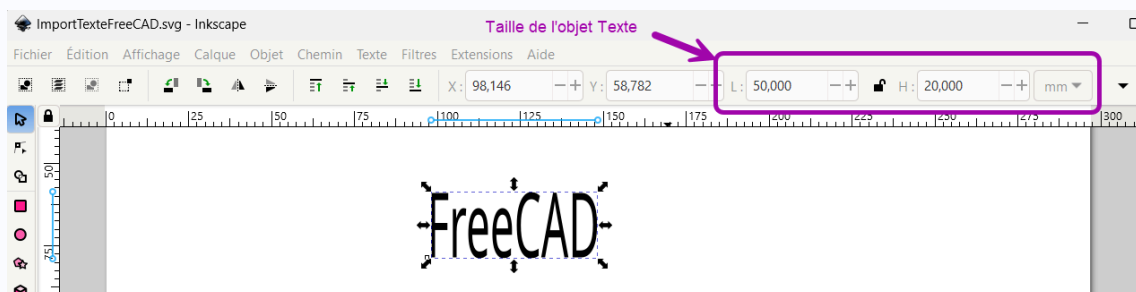 ImportTexteFreeCAD.svg - Inkscape
Taille de l'objet Texte
Fichier Édition Affichage Calque Objet Chemin Texte Filtres Extensions Aide
X : 98,146 − + Y : 58,782 − + L : 50,000 − + H : 20,000 − + mm
0 25 50 75 100 125 150 175 200 225 250 275 300
50
75
FreeCAD